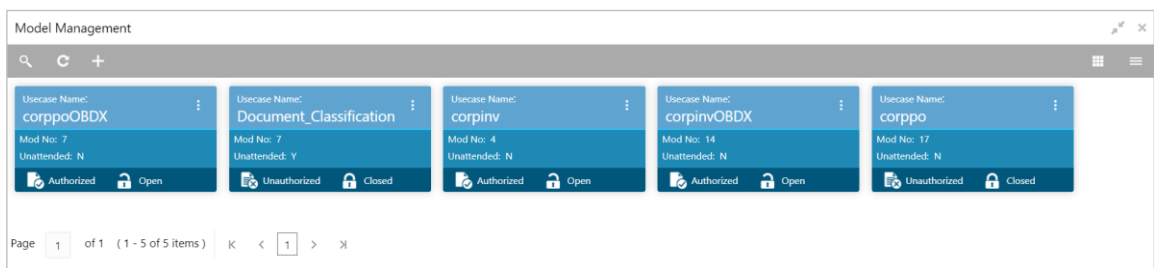 Model Management
Usecase Name:
corppoOBDX
Mod No: 7
Unattended: N
Authorized Open
Usecase Name:
Document_Classification
Mod No: 7
Unattended: Y
Unauthorized Closed
Usecase Name:
corpinv
Mod No: 4
Unattended: N
Authorized Open
Usecase Name:
corpinvOBDX
Mod No: 14
Unattended: N
Authorized Open
Usecase Name:
corppo
Mod No: 17
Unattended: N
Unauthorized Closed
Page 1 of 1 (1 - 5 of 5 items) 1